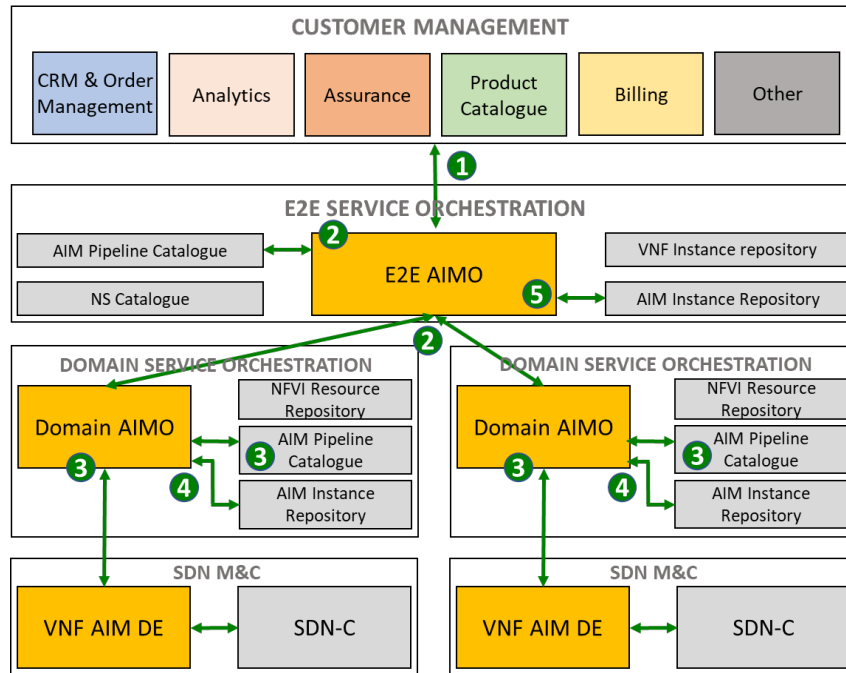 CUSTOMER MANAGEMENT
CRM & Order
Management
Analytics
Assurance
Product
Catalogue
Billing
Other
1
E2E SERVICE ORCHESTRATION
AIM Pipeline Catalogue
2
E2E AIMO
VNF Instance repository
NS Catalogue
5
AIM Instance Repository
2
DOMAIN SERVICE ORCHESTRATION
NFVI Resource
Repository
Domain AIMO
AIM Pipeline
Catalogue
3
3
4
AIM Instance
Repository
DOMAIN SERVICE ORCHESTRATION
NFVI Resource
Repository
Domain AIMO
AIM Pipeline
Catalogue
3
3
4
AIM Instance
Repository
SDN M&C
VNF AIM DE
SDN-C
SDN M&C
VNF AIM DE
SDN-C